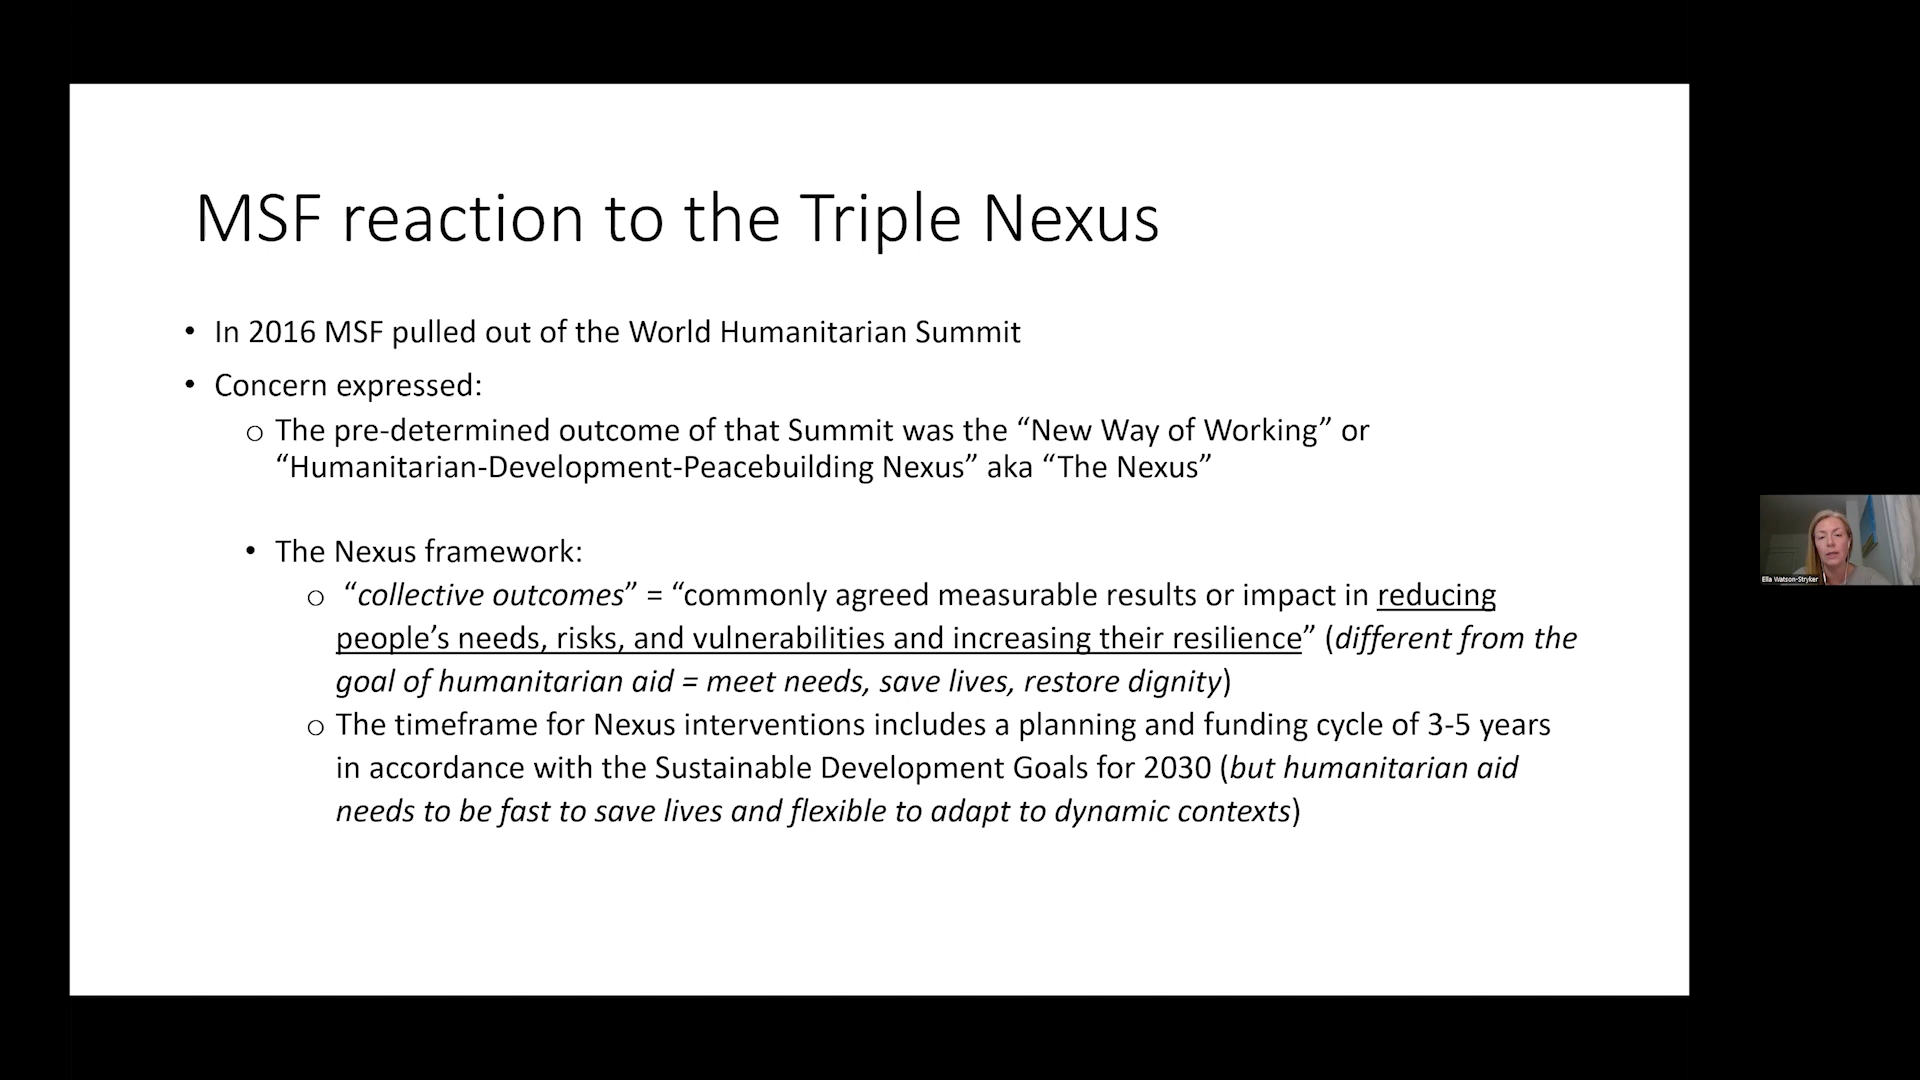 MSF reaction to the Triple Nexus
• In 2016 MSF pulled out of the World Humanitarian Summit
• Concern expressed:
o The pre-determined outcome of that Summit was the “New Way of Working” or
“Humanitarian-Development-Peacebuilding Nexus” aka “The Nexus”
• The Nexus framework:
o “collective outcomes” = “commonly agreed measurable results or impact in reducing
people’s needs, risks, and vulnerabilities and increasing their resilience” (different from the
goal of humanitarian aid = meet needs, save lives, restore dignity)
o The timeframe for Nexus interventions includes a planning and funding cycle of 3-5 years
in accordance with the Sustainable Development Goals for 2030 (but humanitarian aid
needs to be fast to save lives and flexible to adapt to dynamic contexts)
Ella Watson-Stryker